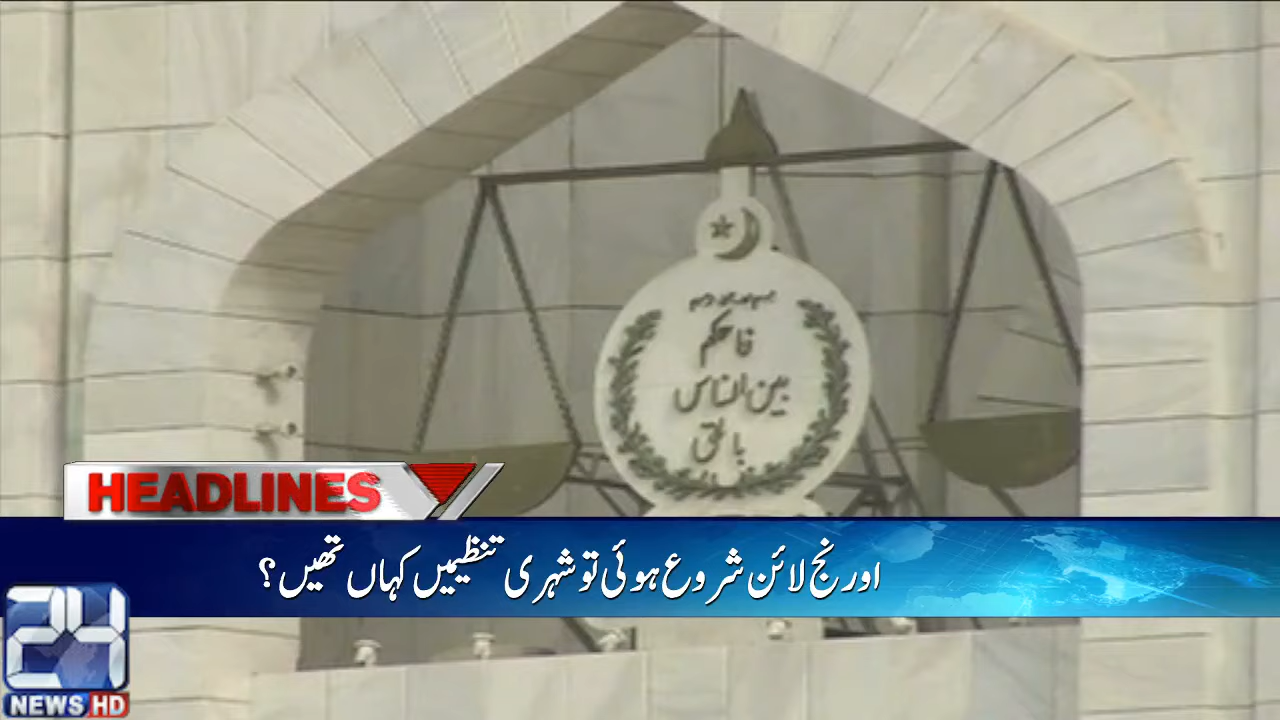 فاحکم
بین الناس
بالحق
HEADLINES
اورنج لائن شروع ہوئی تو شہری تنظیمیں کہاں تھیں؟
24
NEWS HD